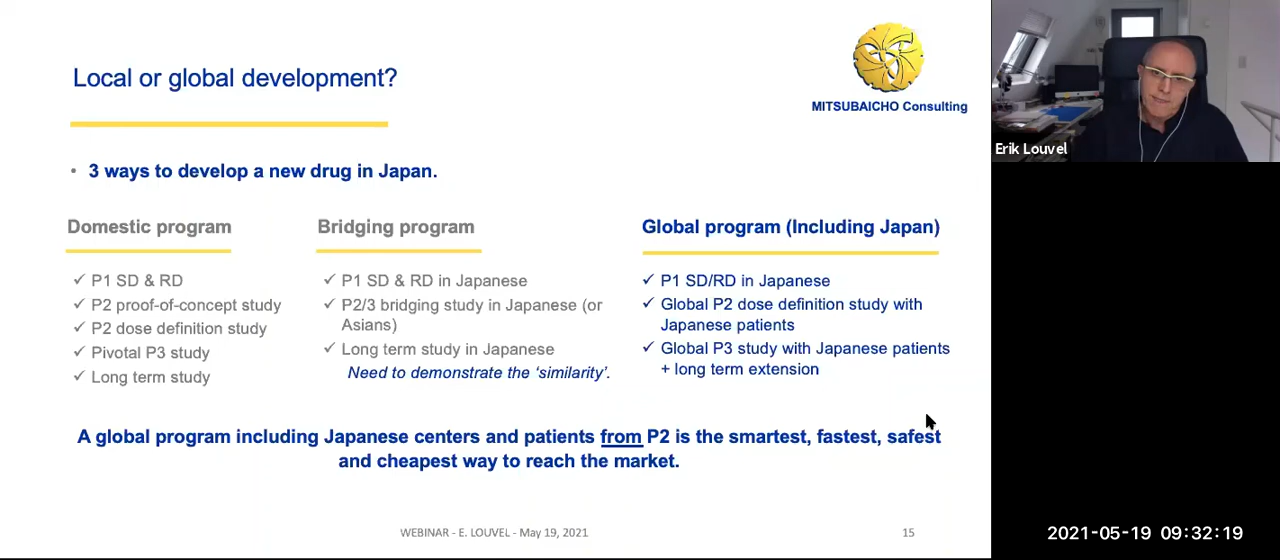 Local or global development?
MITSUBAICHO Consulting
Erik Louvel
• 3 ways to develop a new drug in Japan.
Domestic program
✓ P1 SD & RD
✓ P2 proof-of-concept study
✓ P2 dose definition study
✓ Pivotal P3 study
✓ Long term study
Bridging program
✓ P1 SD & RD in Japanese
✓ P2/3 bridging study in Japanese (or
Asians)
✓ Long term study in Japanese
Need to demonstrate the ‘similarity’.
Global program (Including Japan)
✓ P1 SD/RD in Japanese
✓ Global P2 dose definition study with
Japanese patients
✓ Global P3 study with Japanese patients
+ long term extension
A global program including Japanese centers and patients from P2 is the smartest, fastest, safest
and cheapest way to reach the market.
WEBINAR - E. LOUVEL - May 19, 2021
15
2021-05-19 09:32:19